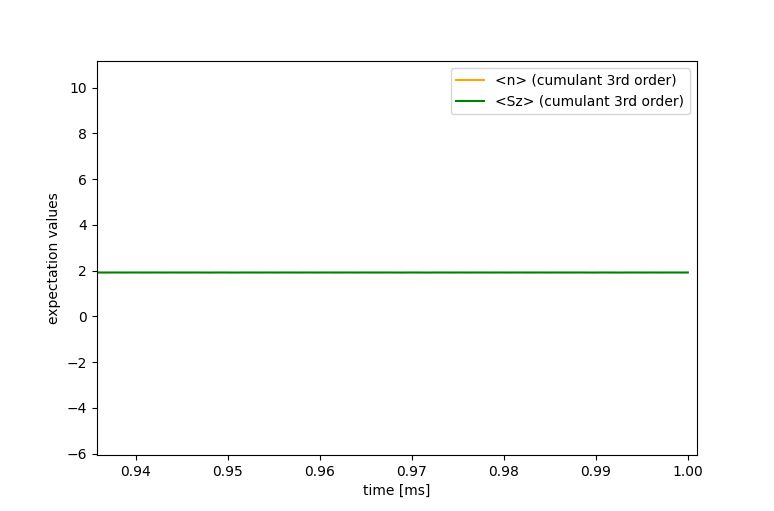 <n> (cumulant 3rd order)
<Sz> (cumulant 3rd order)
expectation values
10
8
6
4
2
0
−2
−4
−6
0.94 0.95 0.96 0.97 0.98 0.99 1.00
time [ms]